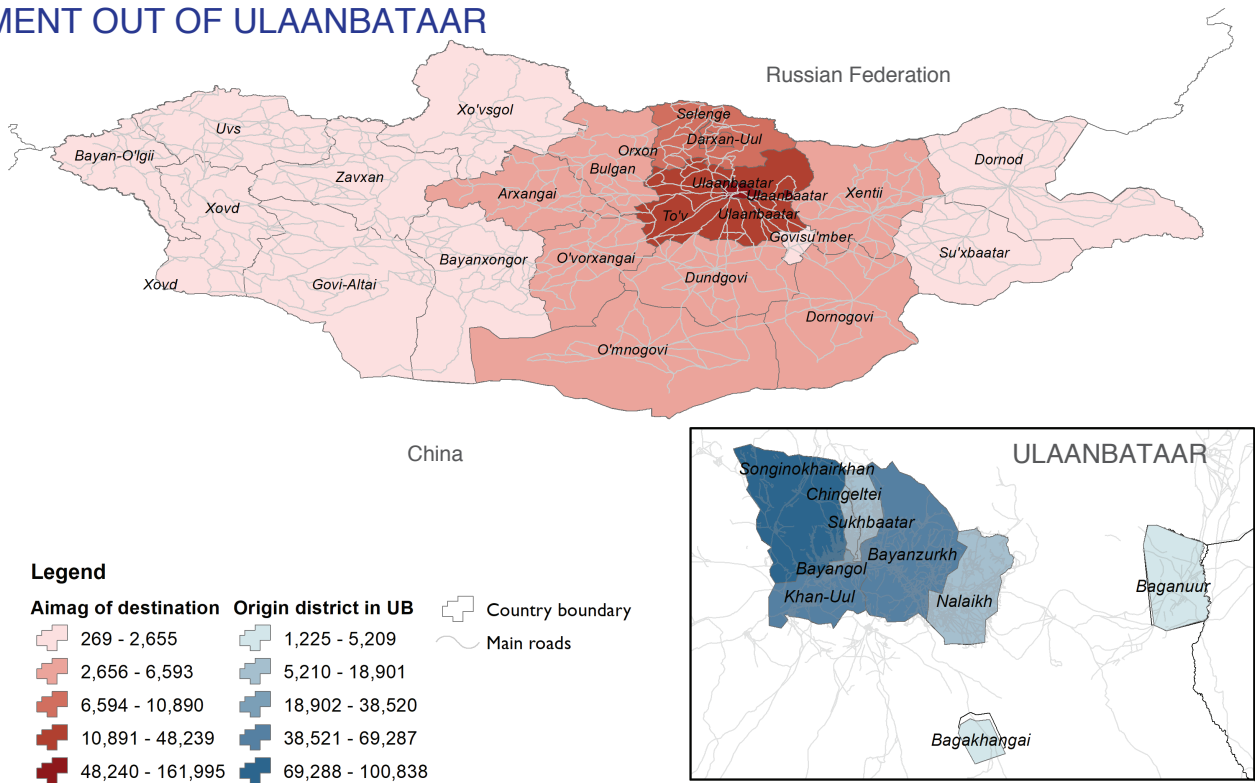 MENT OUT OF ULAANBATAAR
Russian Federation
Xo'vsgol
Selenge
Uvs
Darxan-Uul
Bayan-O'lgii
Orxon
Dornod
Bulgan
Zavxan
Ulaanbaatar
Arxangai
Ulaanbaatar
Xentii
Xovd
To'v
Ulaanbaatar
Govisu'mber
Bayanxongor
O'vorxangai
Su'xbaatar
Xovd
Govi-Altai
Dundgovi
Dornogovi
O'mnogovi
China
ULAANBATAAR
Songinokhairkhan
Chingeltei
Sukhbaatar
Bayanzurkh
Bayangol
Khan-Uul
Nalaikh
Baganuur
Bagakhangai
Legend
Aimag of destination Origin district in UB
269 - 2,655 1,225 - 5,209
2,656 - 6,593 5,210 - 18,901
6,594 - 10,890 18,902 - 38,520
10,891 - 48,239 38,521 - 69,287
48,240 - 161,995 69,288 - 100,838
Country boundary
Main roads